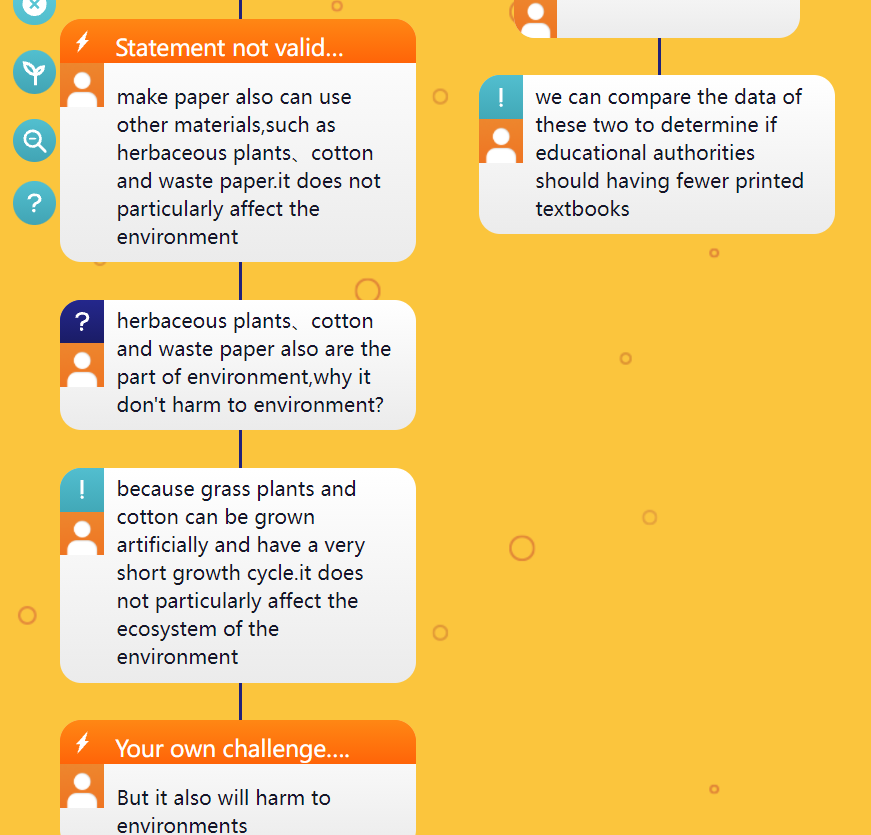 Statement not valid...
make paper also can use
other materials,such as
herbaceous plants、cotton
and waste paper.it does not
particularly affect the
environment
?
herbaceous plants、cotton
and waste paper also are the
part of environment,why it
don't harm to environment?
!
because grass plants and
cotton can be grown
artificially and have a very
short growth cycle.it does
not particularly affect the
ecosystem of the
environment
Your own challenge....
But it also will harm to
environments
!
we can compare the data of
these two to determine if
educational authorities
should having fewer printed
textbooks
?